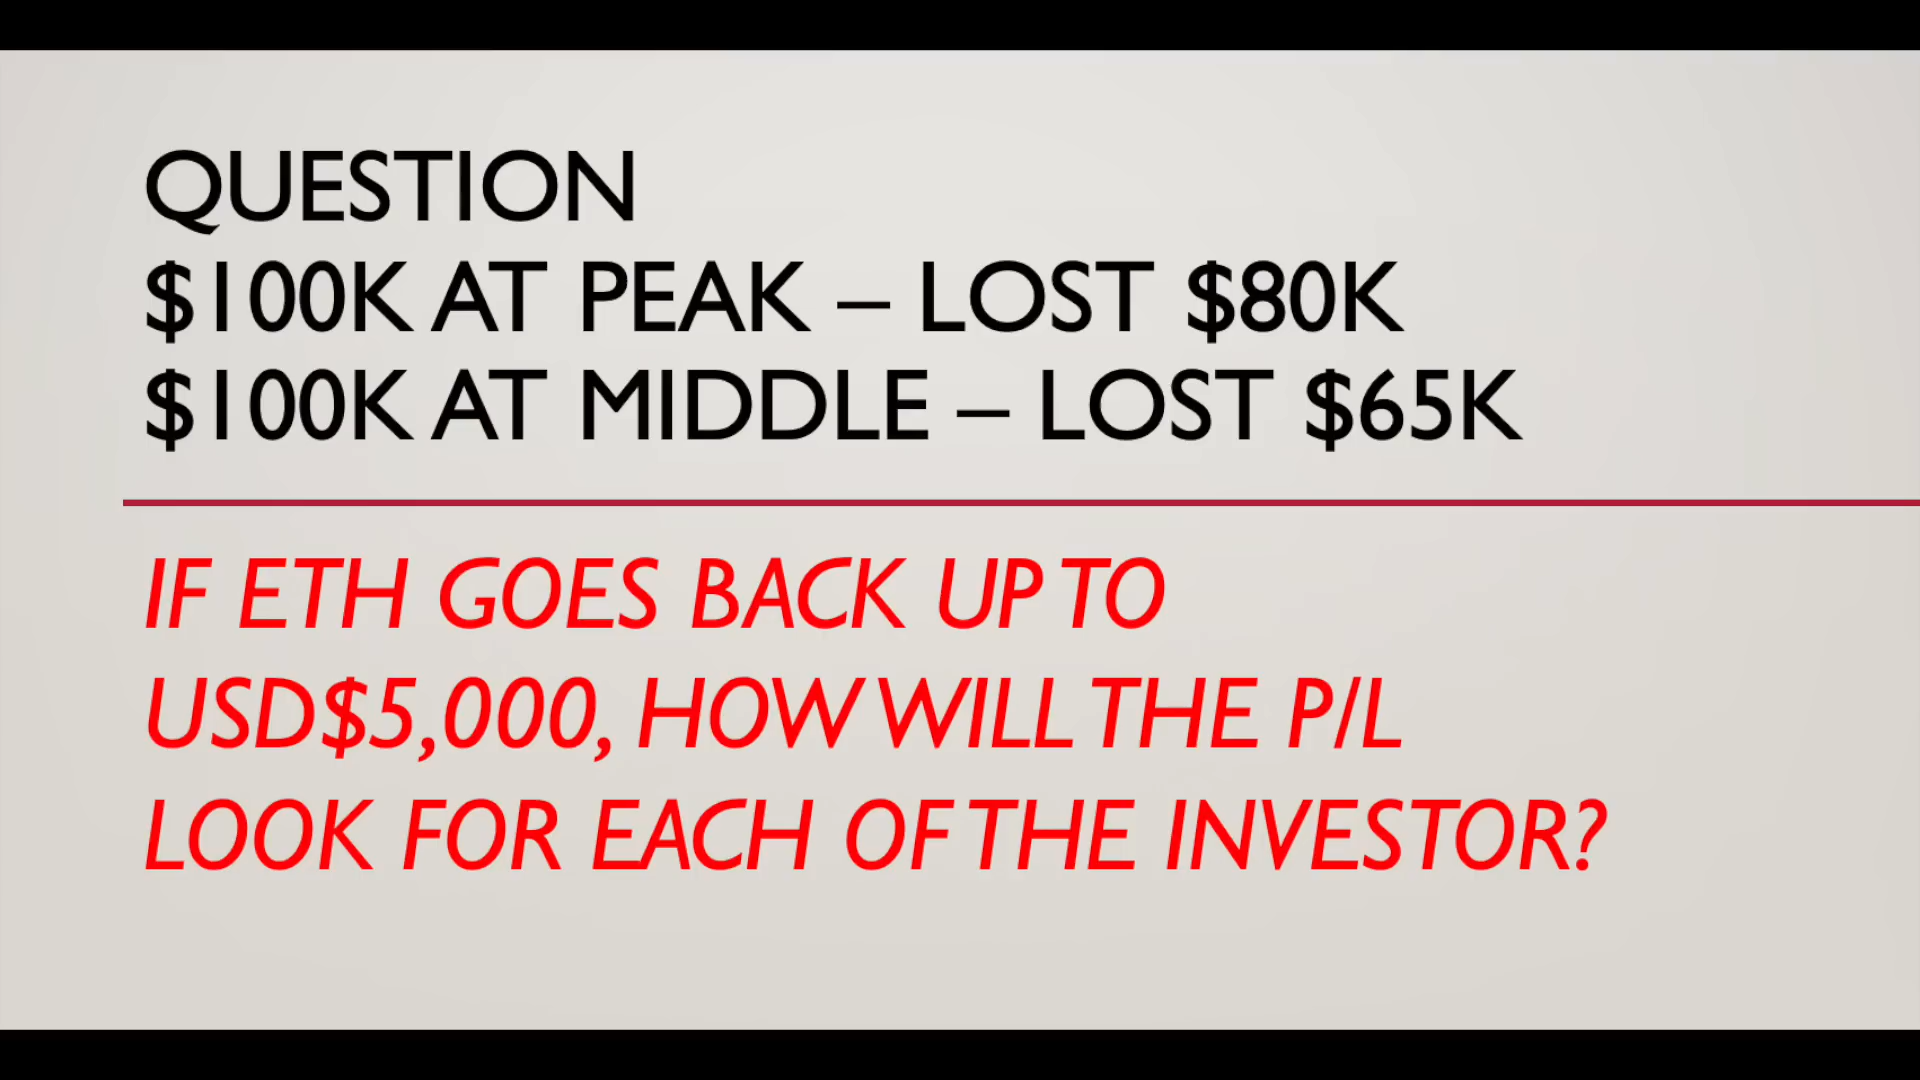 QUESTION
$100K AT PEAK – LOST $80K
$100K AT MIDDLE – LOST $65K
IF ETH GOES BACK UP TO
USD$5,000, HOW WILL THE P/L
LOOK FOR EACH OF THE INVESTOR?